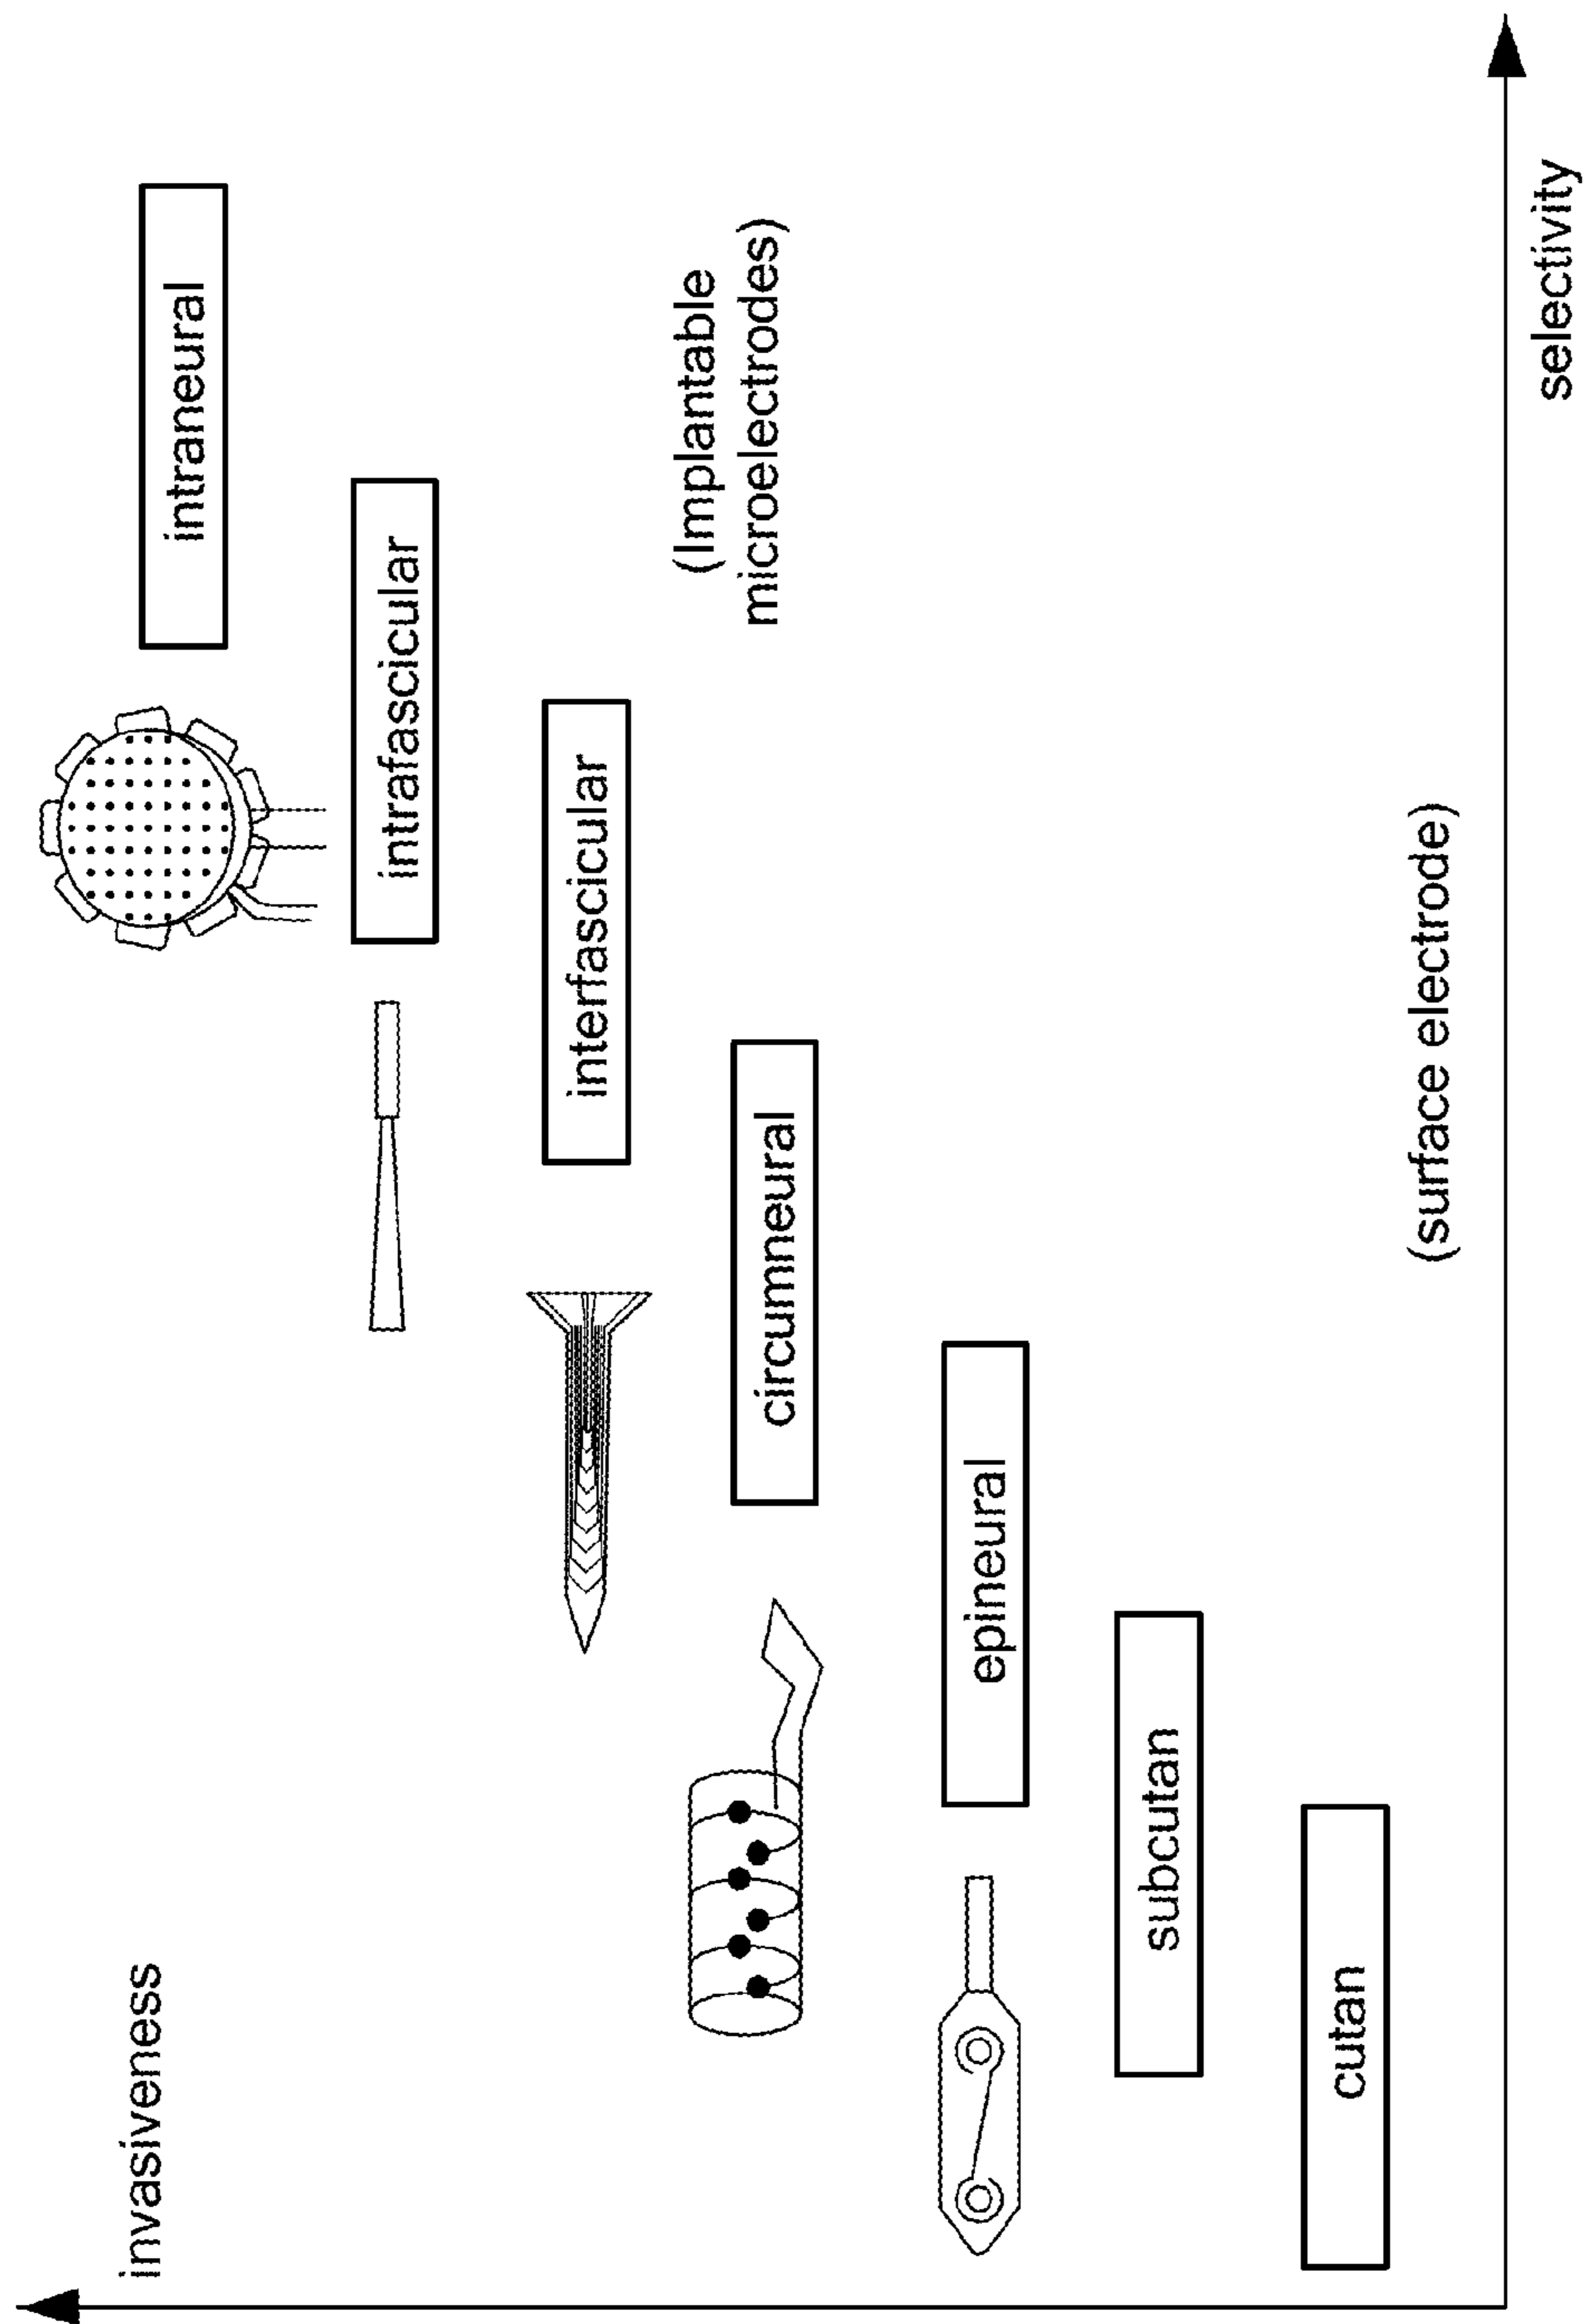 invasiveness
intraneural
intrafascicular
interfascicular
(Implantable
microelectrodes)
circumneural
epineural
subcutan
cutan
(surface electrode)
selectivity